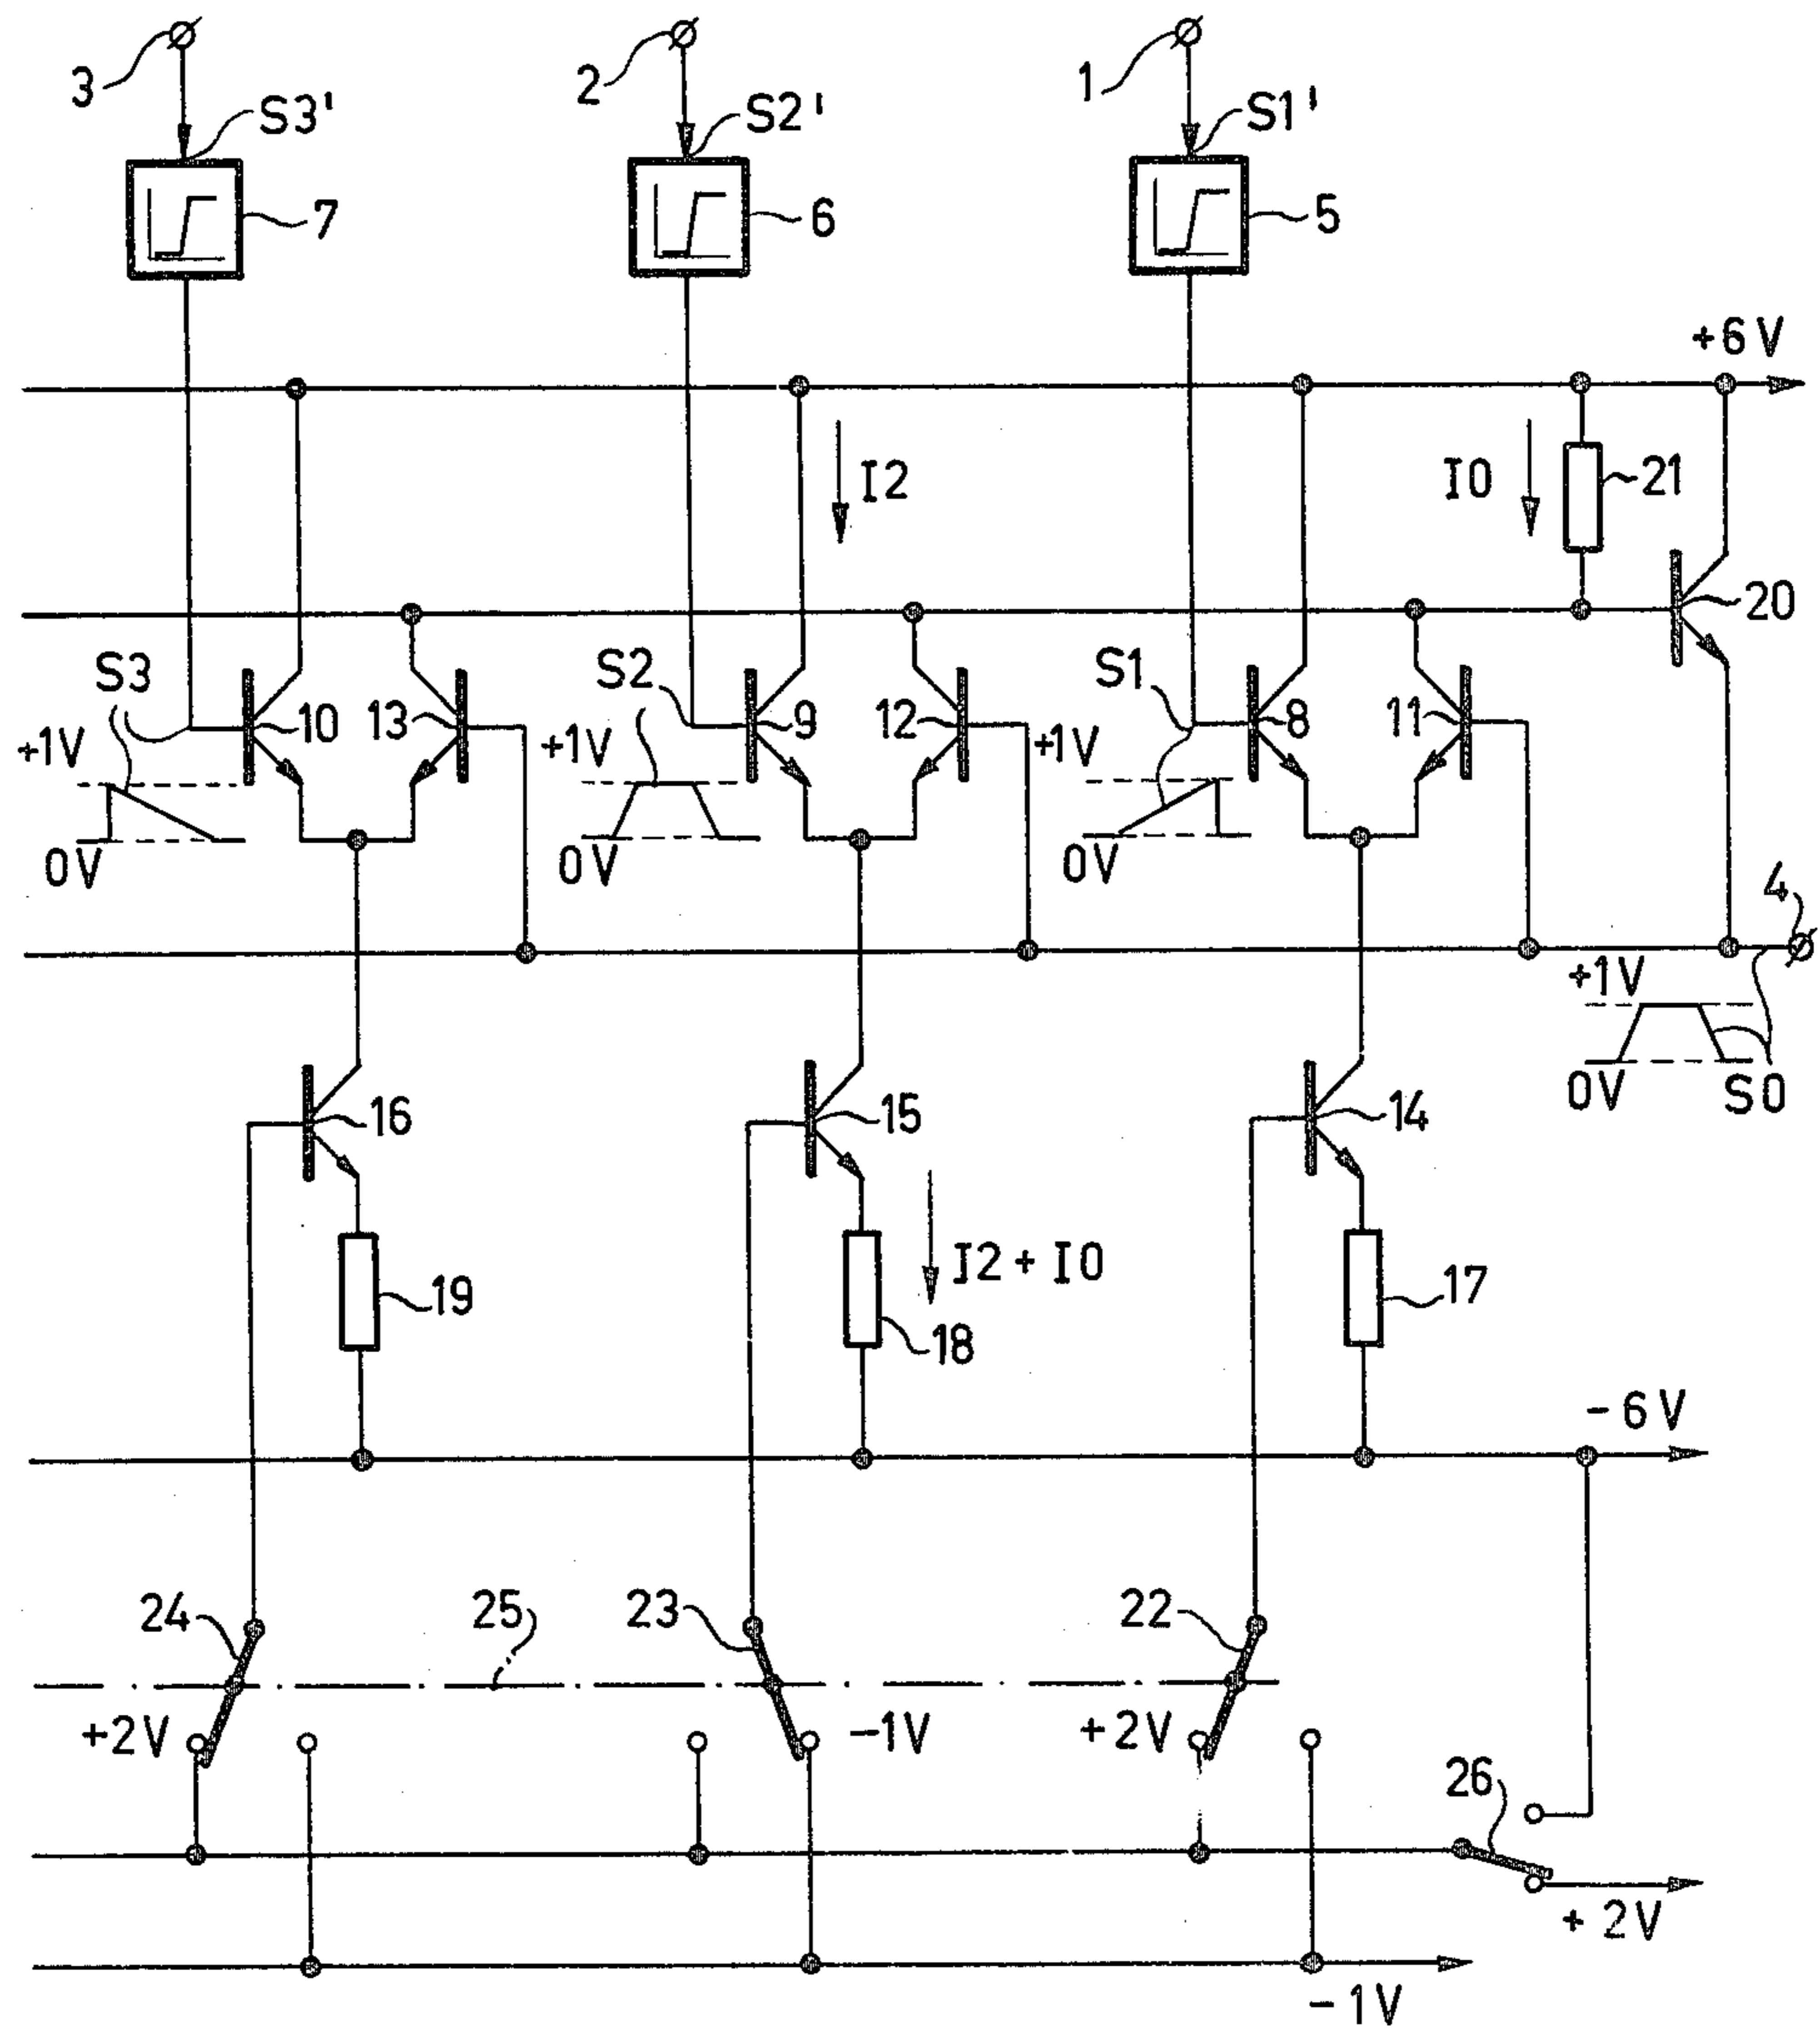 3
2
1
S3'
S2'
S1'
7
6
5
+6V
I2
I0
21
20
S3
S2
S1
10
13
9
12
8
11
+1V
+1V
+1V
0V
0V
0V
4
+1V
0V
S0
16
15
14
19
I2 + I0
18
17
- 6 V
24
25
23
22
+2V
-1V
+2V
26
+ 2V
- 1V